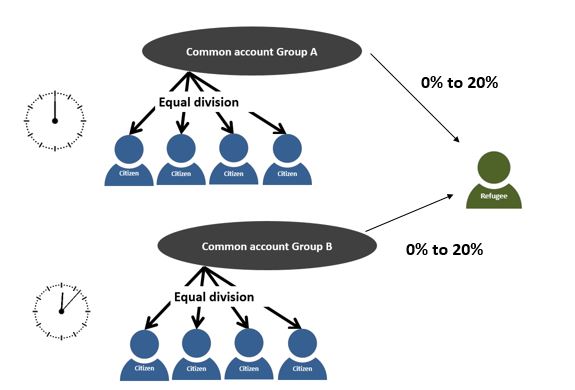 Common account Group A
0% to 20%
Equal division
Citizen Citizen Citizen Citizen
Refugee
Common account Group B
0% to 20%
Equal division
Citizen Citizen Citizen Citizen